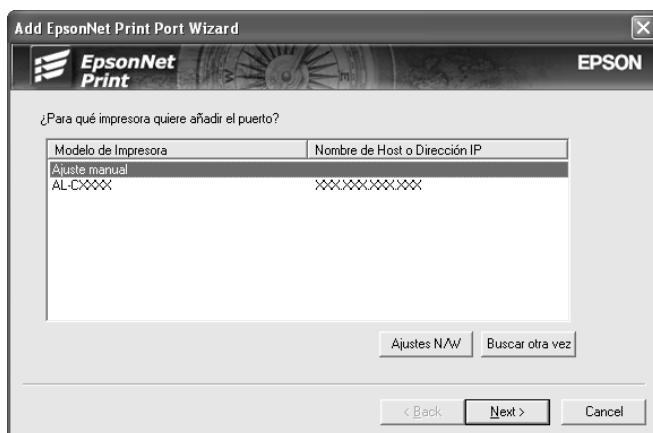 Add EpsonNet Print Port Wizard
EpsonNet
Print
EPSON
¿Para qué impresora quiere añadir el puerto?
Modelo de Impresora Nombre de Host o Dirección IP
Ajuste manual
AL-CXXXX XXX.XXX.XXX.XXX
Ajustes N/W Buscar otra vez
< Back Next > Cancel